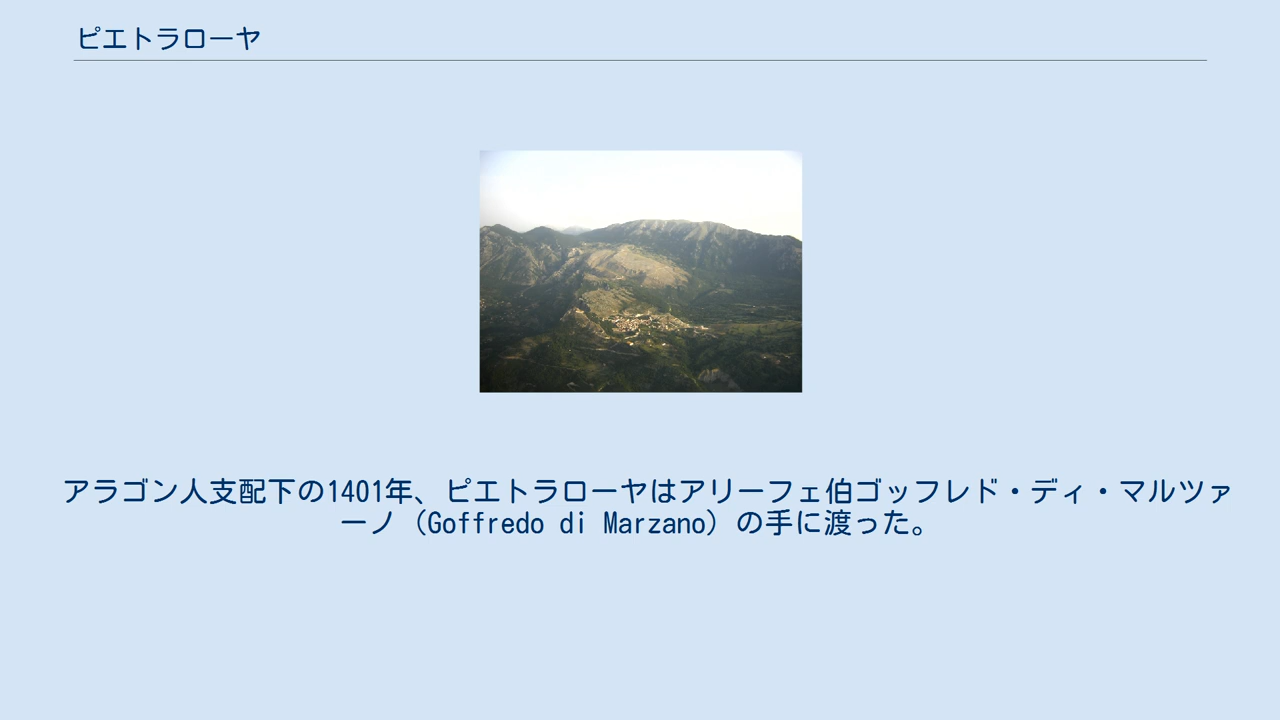 ピエトラローヤ
アラゴン人支配下の1401年、ピエトラローヤはアリーフェ伯ゴッフレド・ディ・マルツァ
ーノ（Goffredo di Marzano）の手に渡った。